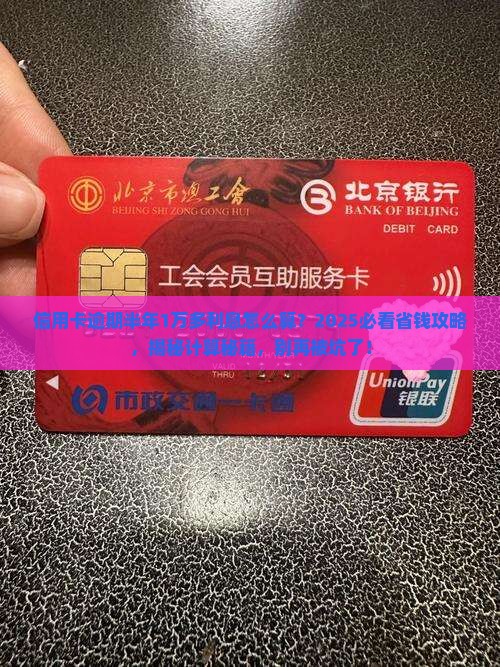 北京市总工会
BEIJING SHI ZONG GONG HUI
北京银行
BANK OF BEIJING
DEBIT CARD
工会会员互助服务卡
信用卡逾期半年1万多利息怎么算？2025必看省钱攻略
，揭秘计算秘籍，别再被坑了！
THRU
市政交通一卡通
UnionPay
银联